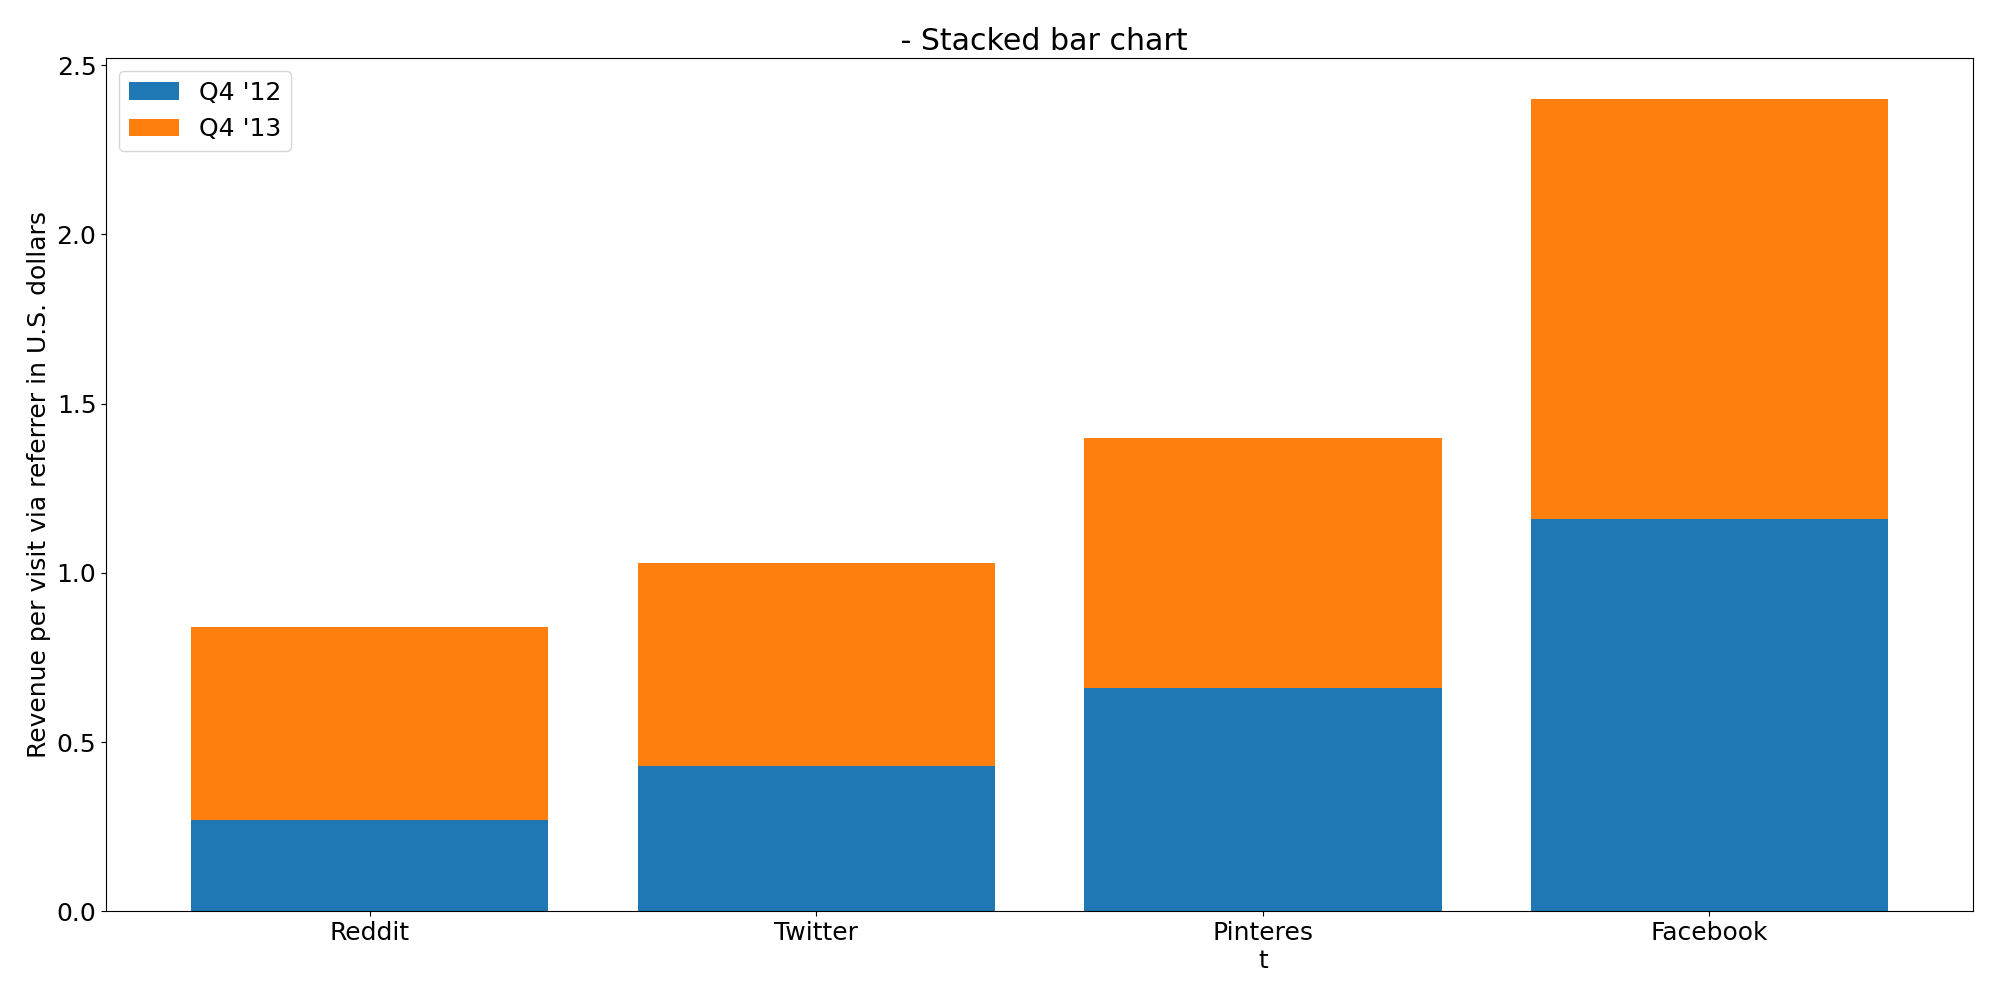 - Stacked bar chart
Q4 '12
Q4 '13
Revenue per visit via referrer in U.S. dollars
2.5
2.0
1.5
1.0
0.5
0.0
Reddit
Twitter
Pinteres
t
Facebook